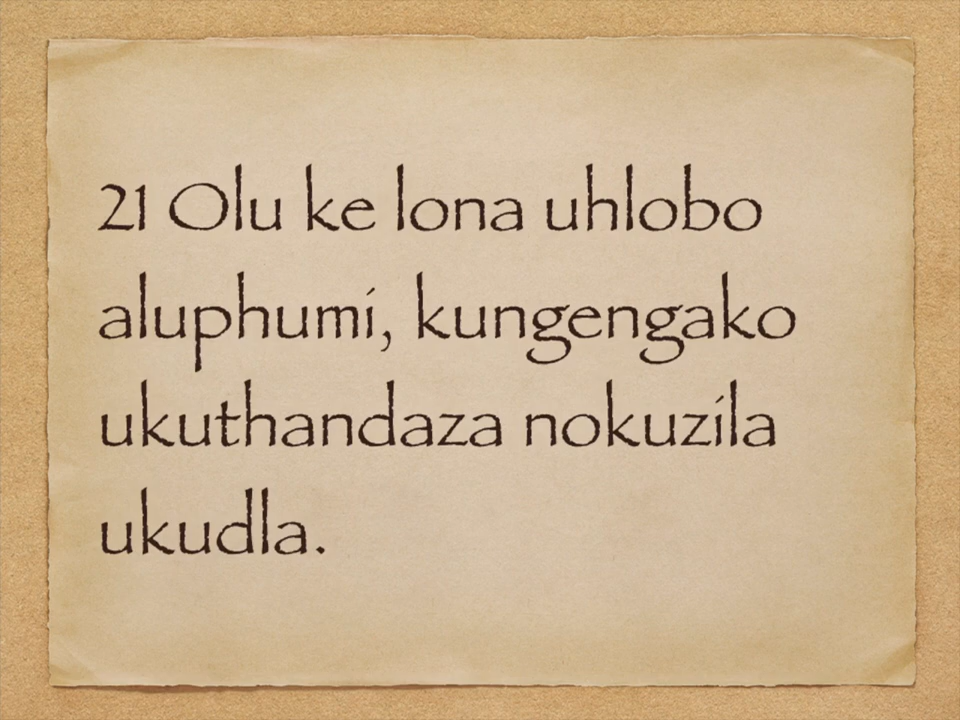 21 Olu ke lona uhlobo
aluphumi, kungengako
ukuthandaza nokuzila
ukudla.